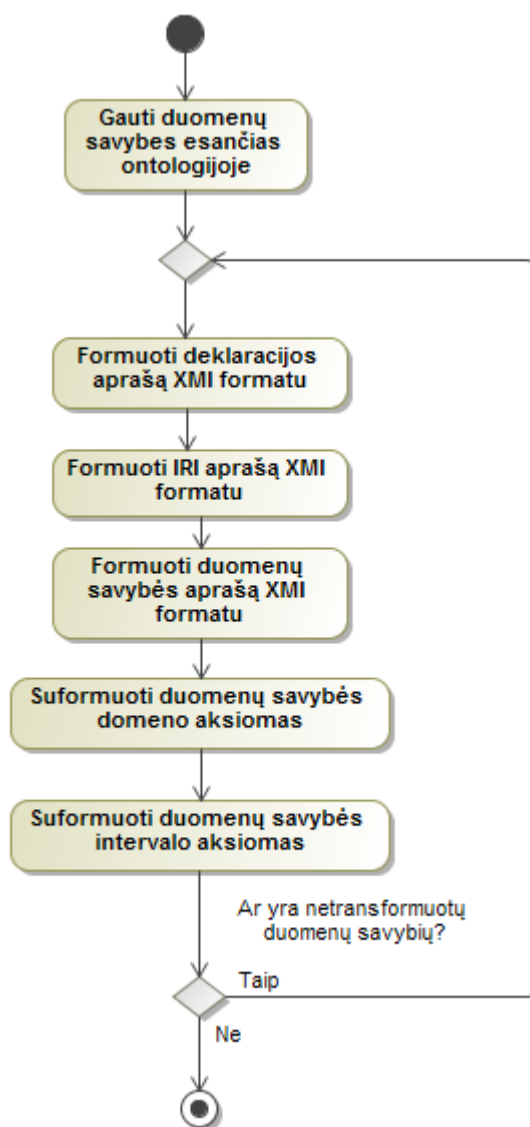 Gauti duomenų
savybes esančias
ontologijoje
Formuoti deklaracijos
aprašą XMI formatu
Formuoti IRI aprašą XMI
formatu
Formuoti duomenų
savybės aprašą XMI
formatu
Suformuoti duomenų savybės
domeno aksiomas
Suformuoti duomenų savybės
intervalo aksiomas
Ar yra netransformuotų
duomenų savybių?
Taip
Ne